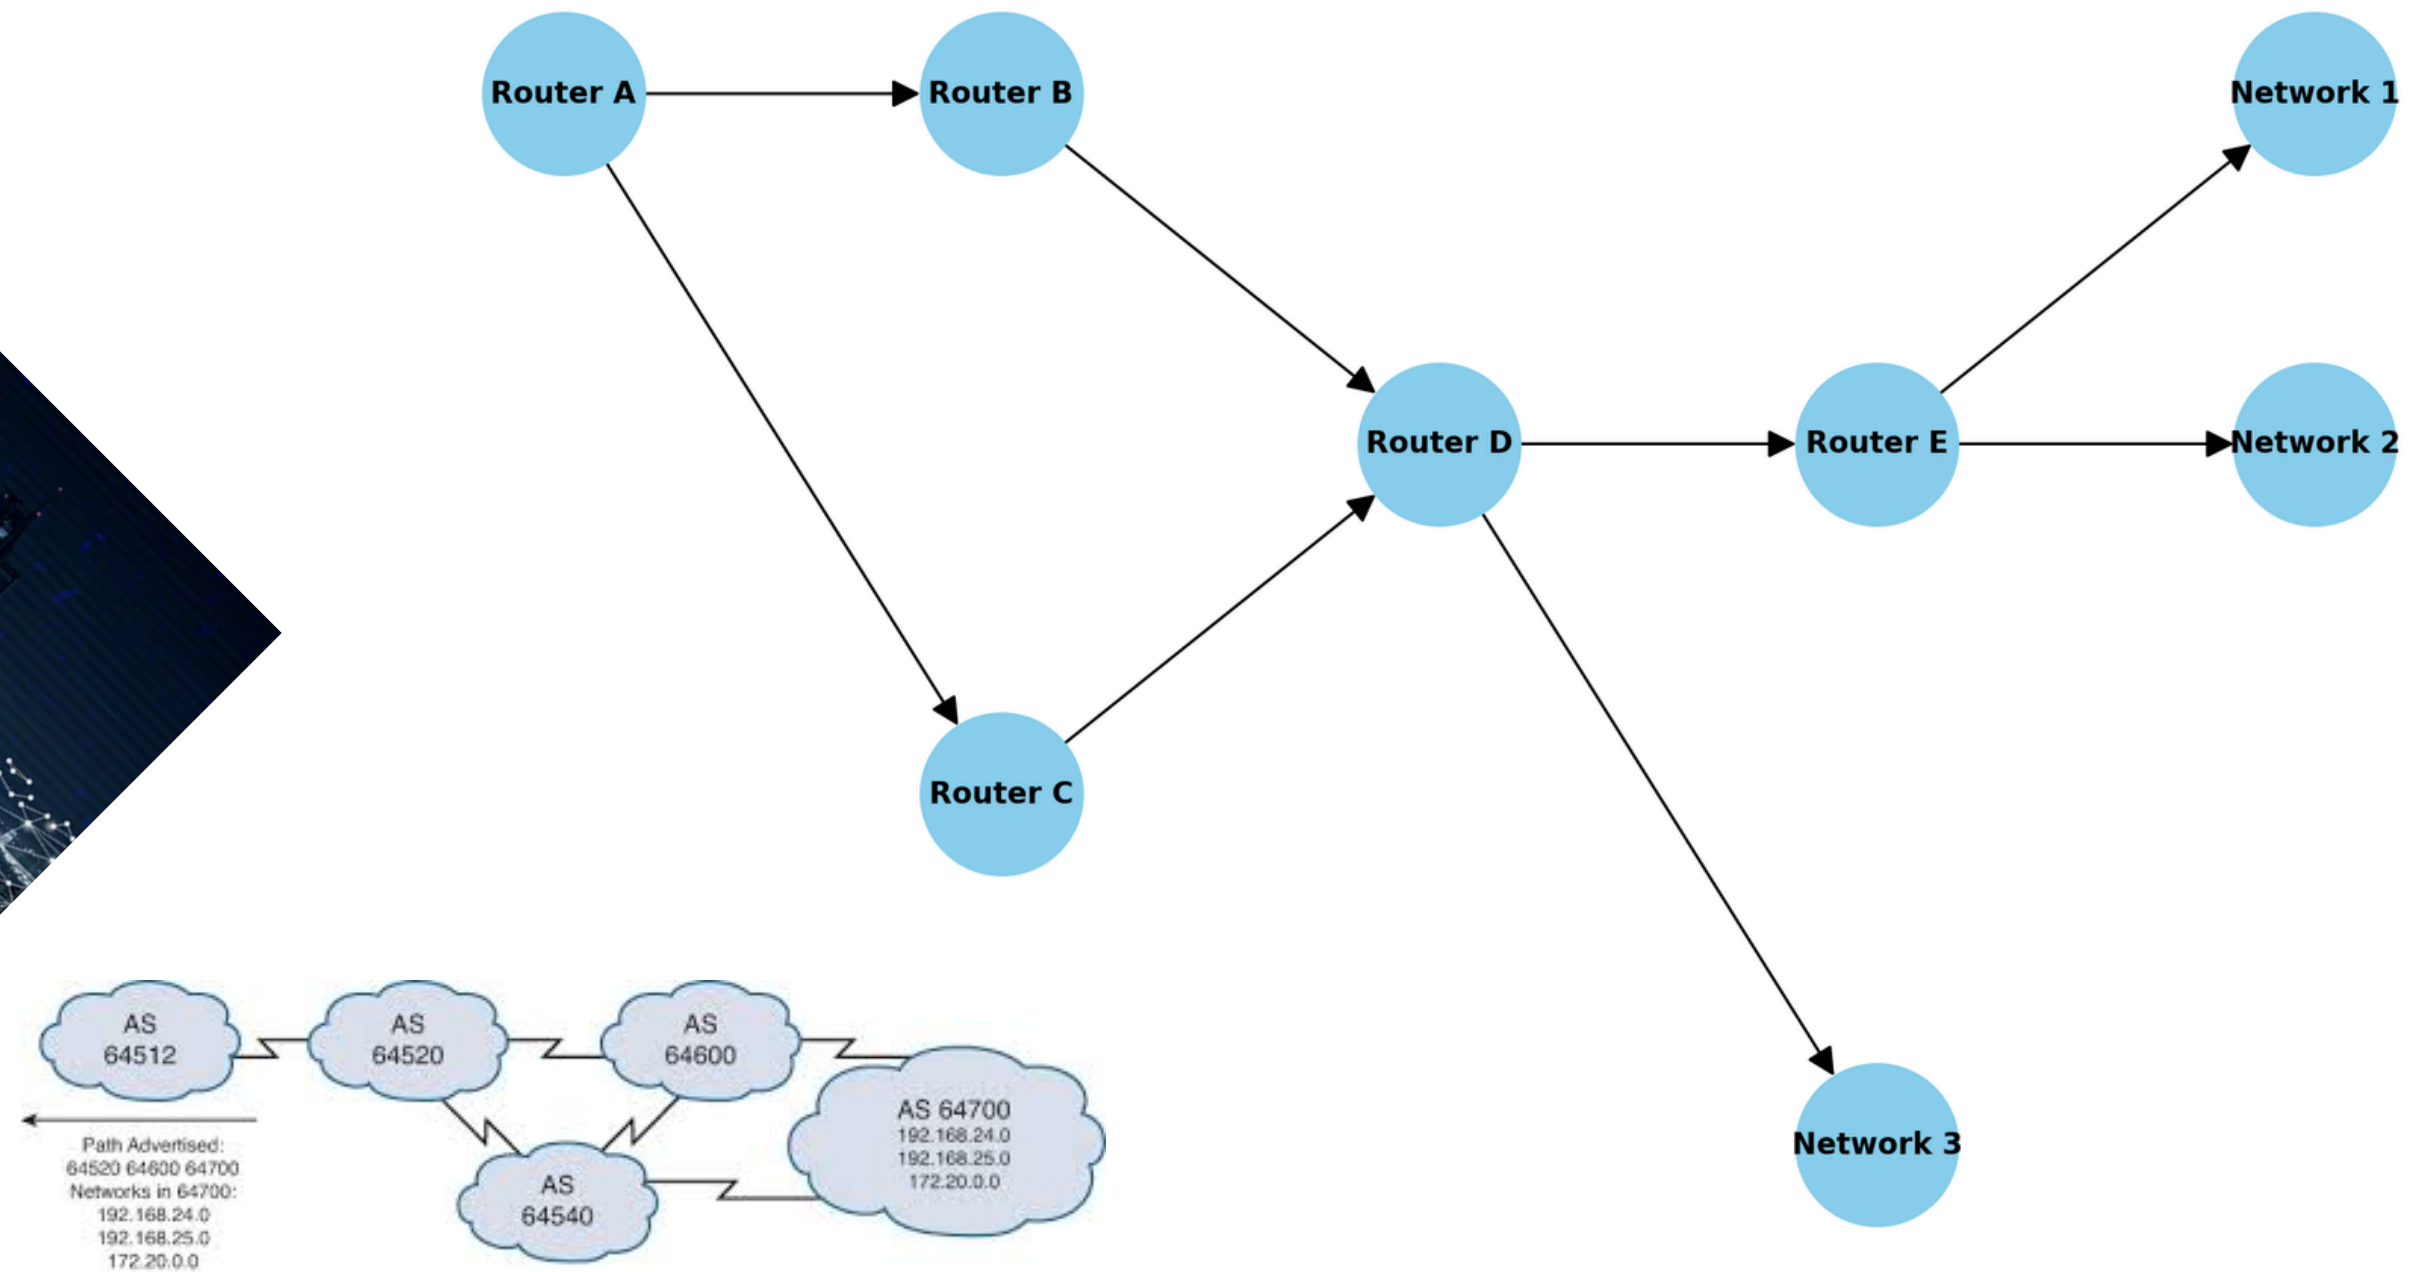 Router A
Router B
Network 1
Router D
Router E
Network 2
Router C
Network 3
AS
64512
AS
64520
AS
64600
AS 64700
192.168.24.0
192.168.25.0
172.20.0.0
AS
64540
Path Advertised:
64520 64600 64700
Networks in 64700:
192.168.24.0
192.168.25.0
172.20.0.0